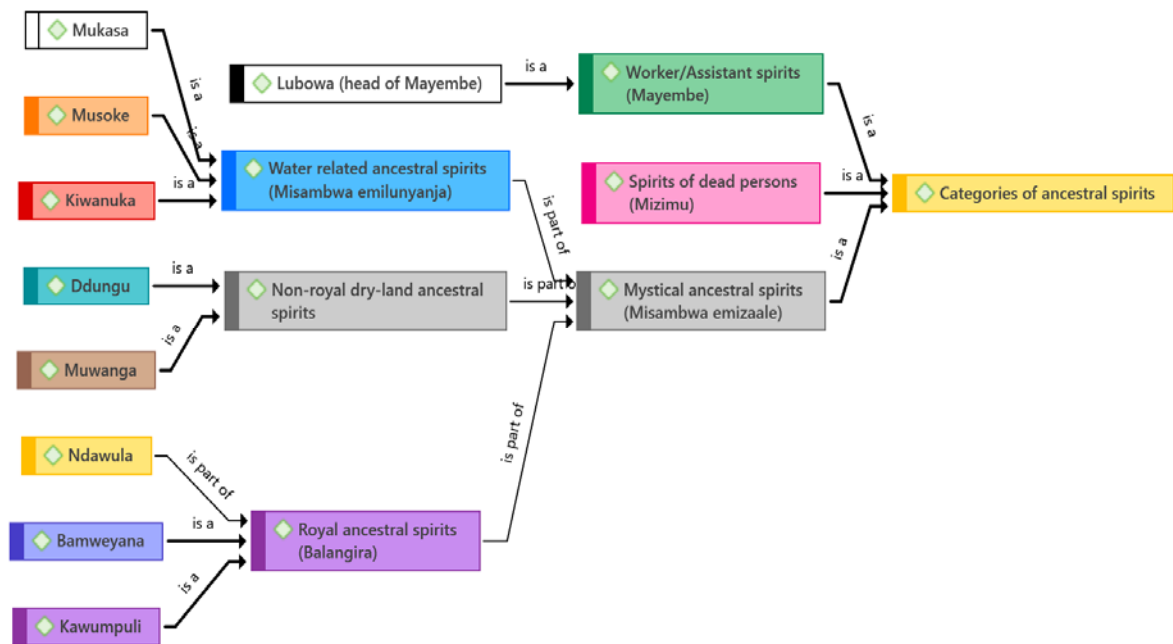 Mukasa
is a
Lubowa (head of Mayembe)
is a
Worker/Assistant spirits
(Mayembe)
is a
Musoke
is a
Water related ancestral spirits
(Misambwa emilunyanja)
is part of
Spirits of dead persons
(Mizimu)
is a
Categories of ancestral spirits
Kiwanuka
is a
Ddungu
is a
Non-royal dry-land ancestral
spirits
is part o
Mystical ancestral spirits
(Misambwa emizaale)
is a
Muwanga
is a
Ndawula
is part of
Royal ancestral spirits
(Balangira)
is part of
Bamweyana
is a
Kawumpuli
is a